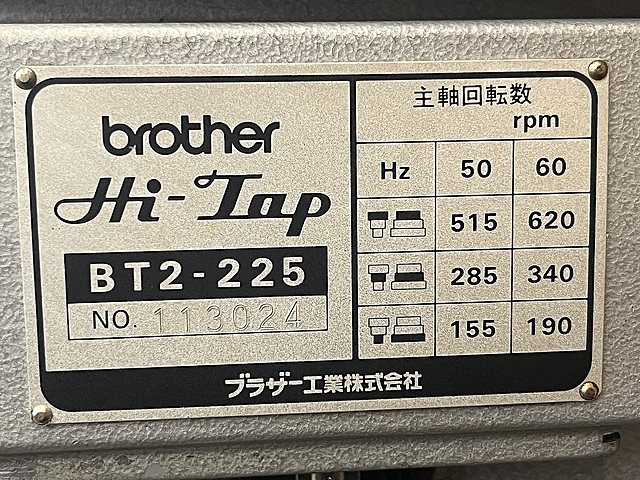 brother
Hi-Tap
BT2-225
NO. 113024
主軸回転数
rpm
Hz 50 60
515 620
285 340
155 190
ブラザー工業株式会社